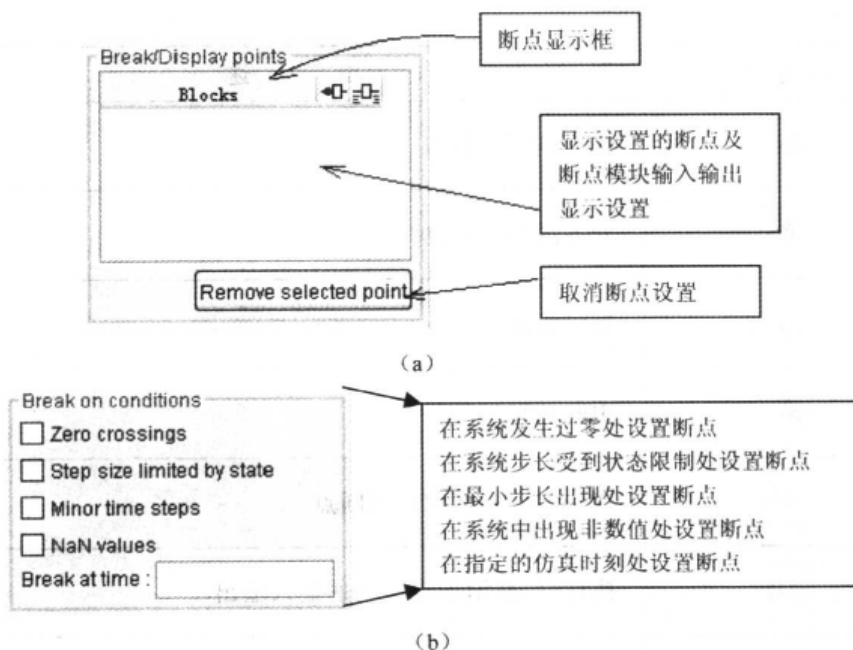 断点显示框
Break/Display points
Blocks
显示设置的断点及
断点模块输入输出
显示设置
Remove selected point
取消断点设置
(a)
Break on conditions
Zero crossings
Step size limited by state
Minor time steps
NaN values
Break at time :
在系统发生过零处设置断点
在系统步长受到状态限制处设置断点
在最小步长出现处设置断点
在系统中出现非数值处设置断点
在指定的仿真时刻处设置断点
(b)